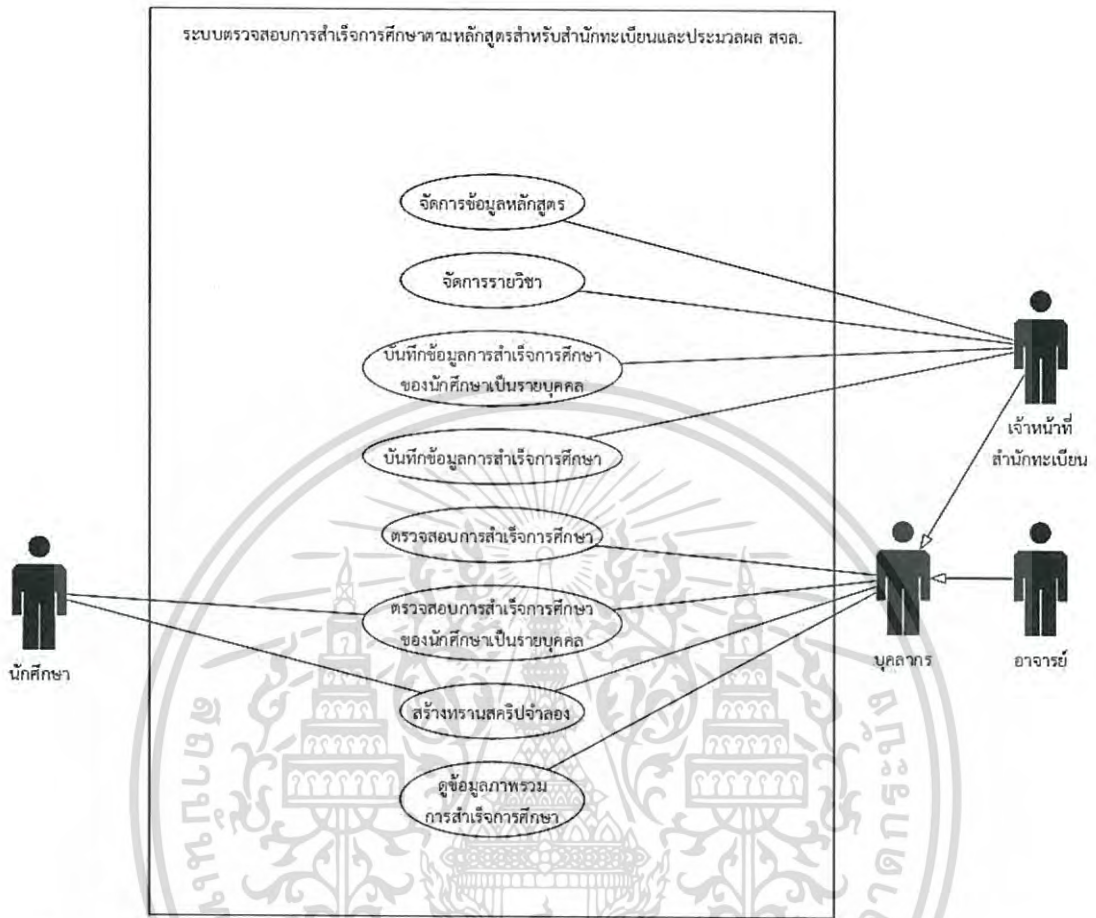 ระบบตรวจสอบการสำเร็จการศึกษาตามหลักสูตรสำหรับสำนักทะเบียนและประมวลผล สจล.
จัดการข้อมูลหลักสูตร
จัดการรายวิชา
บันทึกข้อมูลการสำเร็จการศึกษา
ของนักศึกษาเป็นรายบุคคล
เจ้าหน้าที่
สำนักทะเบียน
บันทึกข้อมูลการสำเร็จการศึกษา
ตรวจสอบการสำเร็จการศึกษา
ตรวจสอบการสำเร็จการศึกษา
ของนักศึกษาเป็นรายบุคคล
นักศึกษา
บุคลากร
อาจารย์
สร้างทรานสคริปจำลอง
ดูข้อมูลภาพรวม
การสำเร็จการศึกษา